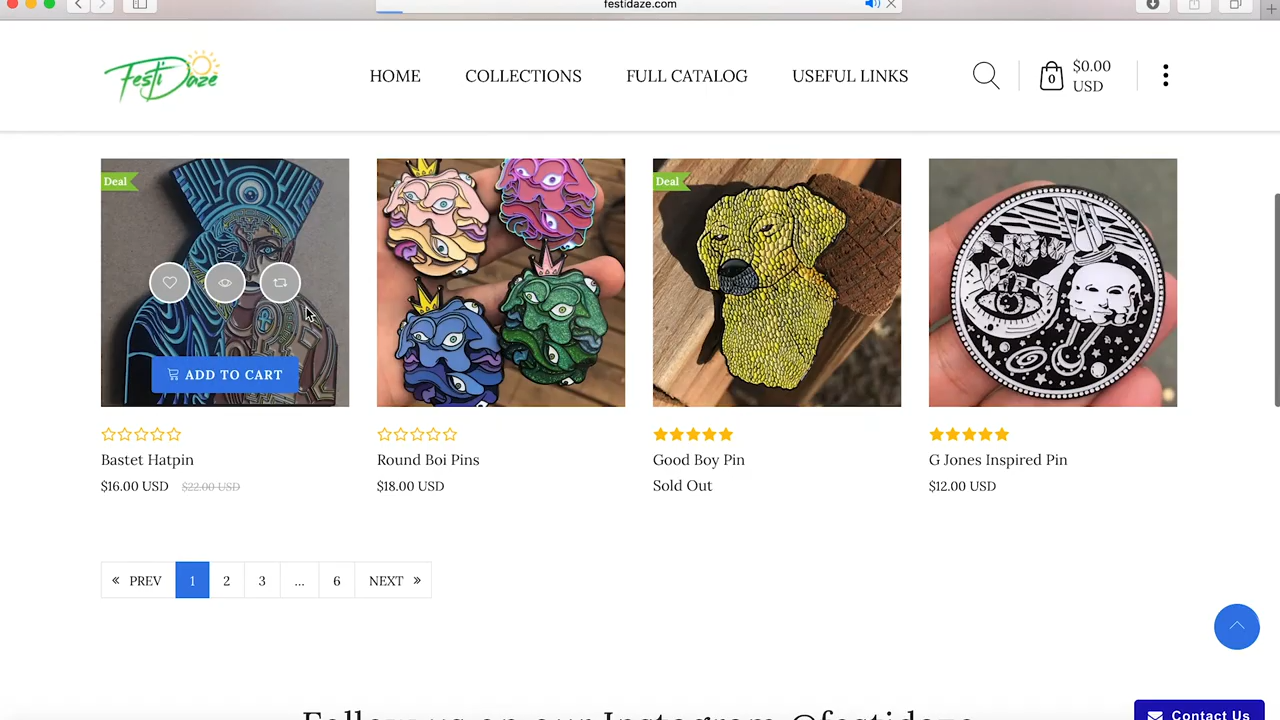 festidaze.com
Festi Daze
HOME
COLLECTIONS
FULL CATALOG
USEFUL LINKS
0
$0.00
USD
Deal
ADD TO CART
Deal
Bastet Hatpin
$16.00 USD $22.00 USD
Round Boi Pins
$18.00 USD
Good Boy Pin
Sold Out
G Jones Inspired Pin
$12.00 USD
« PREV 1 2 3 ... 6 NEXT »
Follow us on our Instagram @festidaze
Contact Us